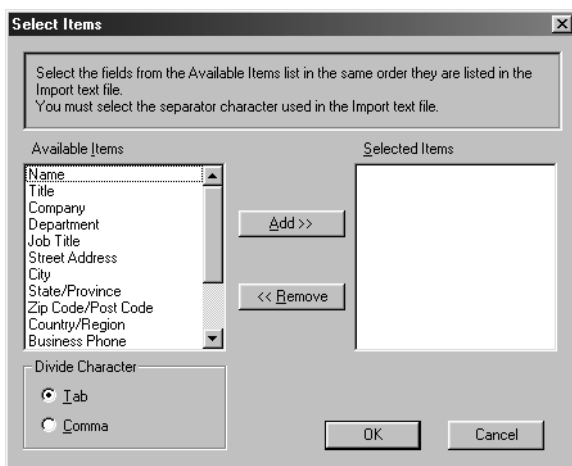 Select Items
Select the fields from the Available Items list in the same order they are listed in the
Import text file.
You must select the separator character used in the Import text file.
Available Items
Selected Items
Name
Title
Company
Department
Job Title
Street Address
City
State/Province
Zip Code/Post Code
Country/Region
Business Phone
Add >>
<< Remove
Divide Character
Tab
Comma
OK
Cancel